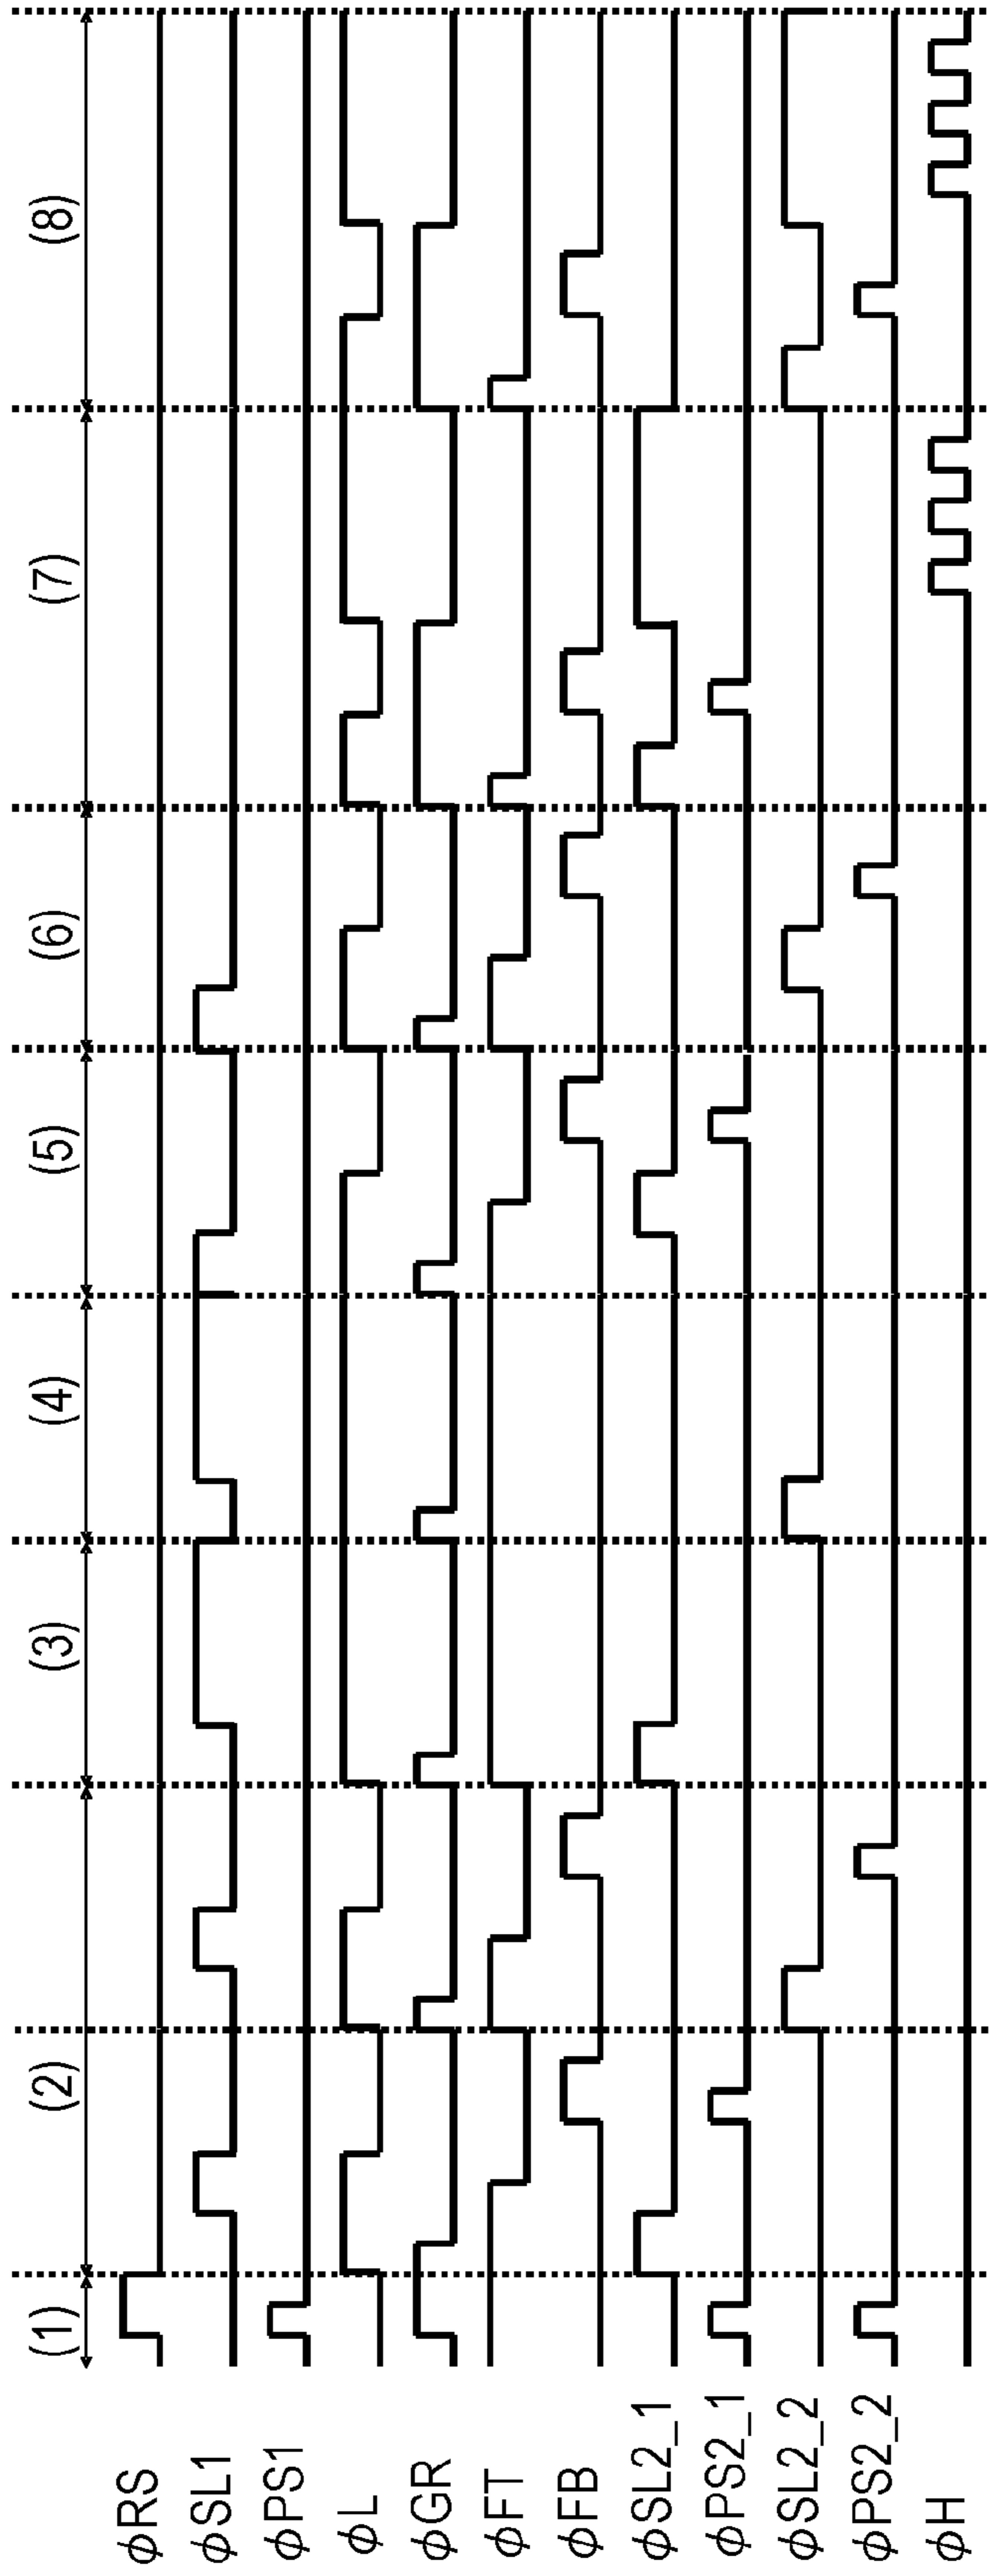 (1) (2) (3) (4) (5) (6) (7) (8)
ϕRS
ϕSL1
ϕPS1
ϕL
ϕGR
ϕFT
ϕFB
ϕSL2_1
ϕPS2_1
ϕSL2_2
ϕPS2_2
ϕH